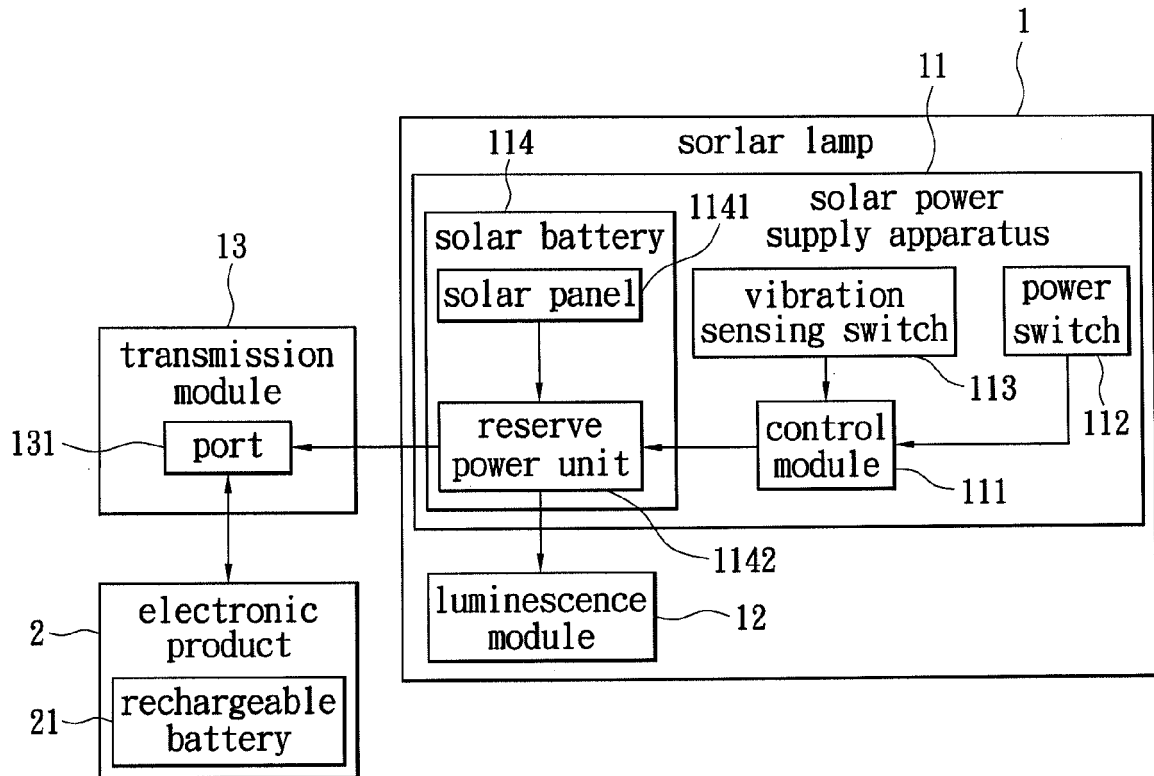 1
11
114
sorlar lamp
1141
solar power
supply apparatus
solar battery
13
solar panel
vibration
sensing switch
power
switch
transmission
module
113
112
131
port
reserve
power unit
control
module
111
1142
2
electronic
product
luminescence
module
12
21
rechargeable
battery